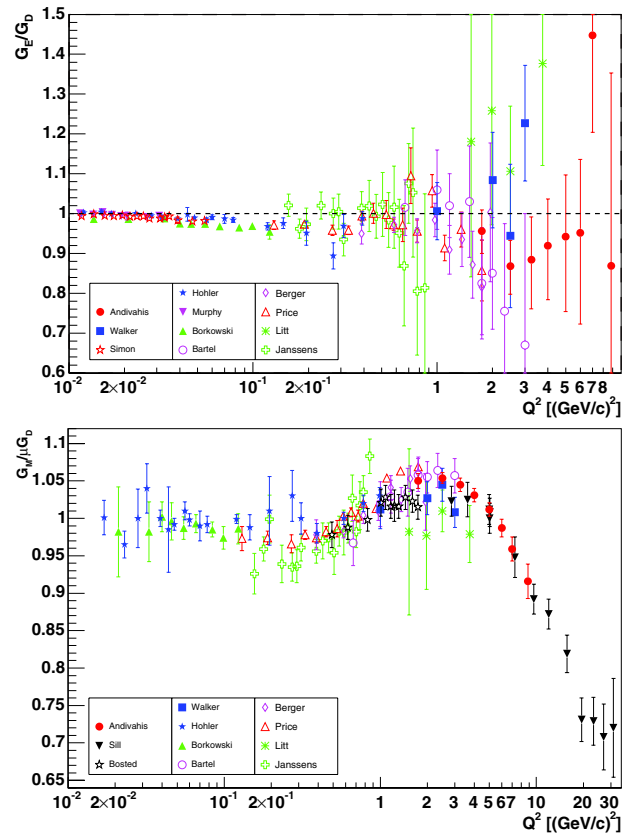 G_E/G_D
1.5
1.4
1.3
1.2
1.1
1
0.9
0.8
0.7
0.6
Andivahis
Walker
Simon
Hohler
Murphy
Borkowski
Bartel
Berger
Price
Litt
Janssens
10^-2 2×10^-2 10^-1 2×10^-1 1 2 3 4 5 6 7 8
Q^2 [(GeV/c)^2]
G_M/μG_D
1.1
1.05
1
0.95
0.9
0.85
0.8
0.75
0.7
0.65
Andivahis
Sill
Bosted
Walker
Hohler
Borkowski
Bartel
Berger
Price
Litt
Janssens
10^-2 2×10^-2 10^-1 2×10^-1 1 2 3 4 5 6 7 10 20 30
Q^2 [(GeV/c)^2]